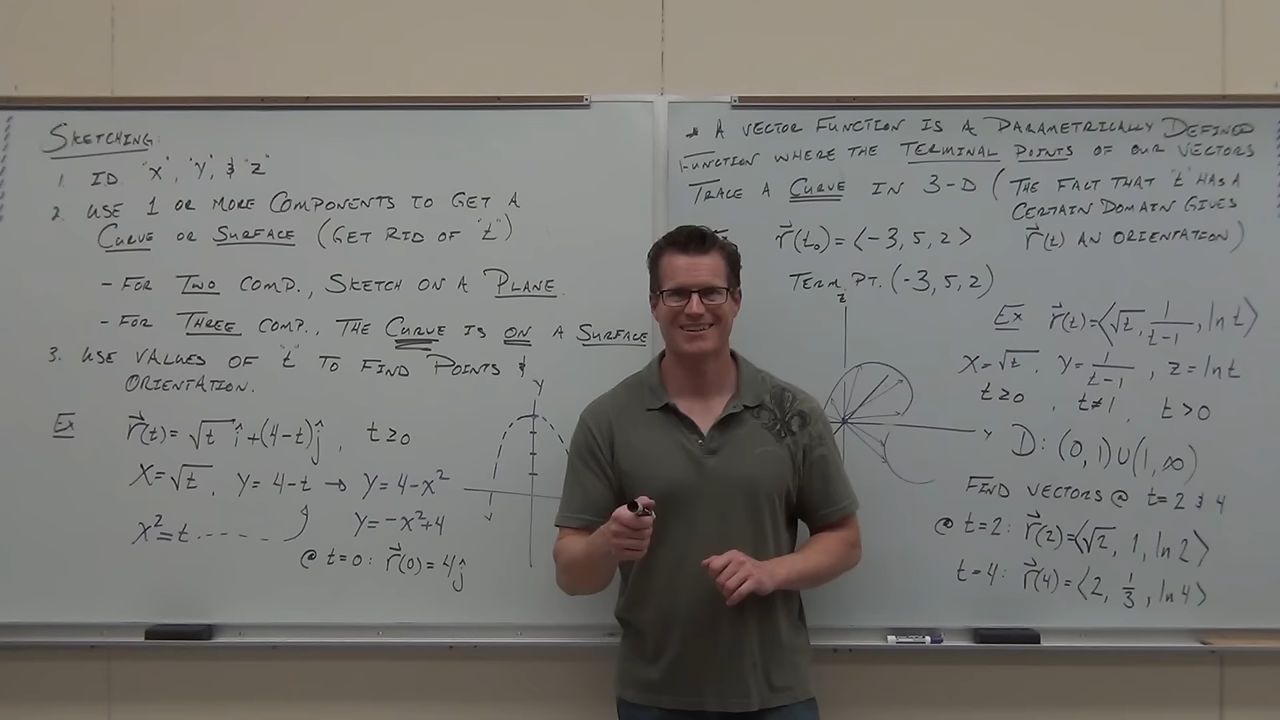 SKETCHING:
1. ID "X", "Y", & "Z"
2. USE 1 OR MORE COMPONENTS TO GET A
CURVE OR SURFACE (GET RID OF "t")
- FOR TWO COMP., SKETCH ON A PLANE.
- FOR THREE COMP., THE CURVE IS ON A SURFACE
3. USE VALUES OF "t" TO FIND POINTS &
ORIENTATION.
Ex r⃗(t)= √t î+(4-t)ĵ, t≥0
X=√t, Y= 4-t → Y= 4-X²
X²=t ----- Y= -X²+4
@ t=0: r⃗(0)= 4ĵ
Y
* A VECTOR FUNCTION IS A PARAMETRICALLY DEFINED
FUNCTION WHERE THE TERMINAL POINTS OF OUR VECTORS
TRACE A CURVE IN 3-D (THE FACT THAT "t" HAS A
CERTAIN DOMAIN GIVES
r⃗(t) AN ORIENTATION)
r⃗(t₀)= ⟨-3, 5, 2⟩
TERM. PT. (-3, 5, 2)
Z
Y
Ex r⃗(t)=⟨√t, 1/(t-1), ln t⟩
X=√t, Y= 1/(t-1), Z= ln t
t≥0, t≠1, t>0
D: (0,1)∪(1,∞)
FIND VECTORS @ t=2 & 4
@ t=2: r⃗(2)=⟨√2, 1, ln 2⟩
t=4: r⃗(4)=⟨2, 1/3, ln 4⟩